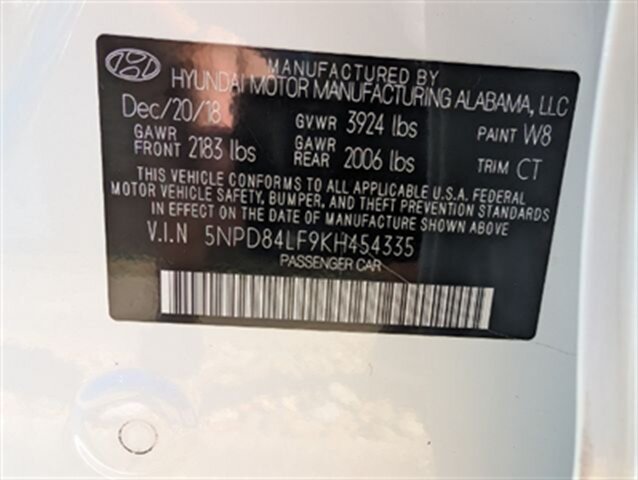 MANUFACTURED BY
HYUNDAI MOTOR MANUFACTURING ALABAMA, LLC
Dec/20/18 GVWR 3924 lbs PAINT W8
GAWR FRONT 2183 lbs GAWR REAR 2006 lbs TRIM CT
THIS VEHICLE CONFORMS TO ALL APPLICABLE U.S.A. FEDERAL
MOTOR VEHICLE SAFETY, BUMPER, AND THEFT PREVENTION STANDARDS
IN EFFECT ON THE DATE OF MANUFACTURE SHOWN ABOVE
V.I.N 5NPD84LF9KH454335
PASSENGER CAR